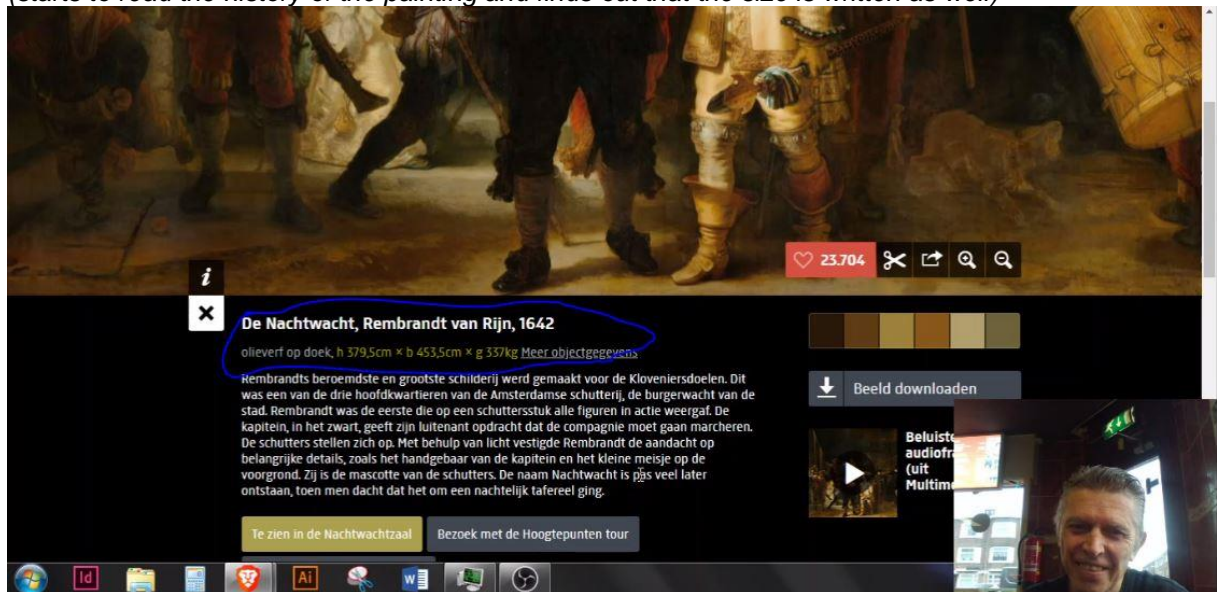 (starts to read the history of the painting and finds out that the size is written as well)
23.704
i
De Nachtwacht, Rembrandt van Rijn, 1642
olieverf op doek, h 379,5cm × b 453,5cm × g 337kg Meer objectgegevens
Rembrandts beroemdste en grootste schilderij werd gemaakt voor de Kloveniersdoelen. Dit
was een van de drie hoofdkwartieren van de Amsterdamse schutterij, de burgerwacht van de
stad. Rembrandt was de eerste die op een schuttersstuk alle figuren in actie weergaf. De
kapitein, in het zwart, geeft zijn luitenant opdracht dat de compagnie moet gaan marcheren.
De schutters stellen zich op. Met behulp van licht vestigde Rembrandt de aandacht op
belangrijke details, zoals het handgebaar van de kapitein en het kleine meisje op de
voorgrond. Zij is de mascotte van de schutters. De naam Nachtwacht is pas veel later
ontstaan, toen men dacht dat het om een nachtelijk tafereel ging.
Beeld downloaden
Beluiste
audiofra
(uit
Multime
Te zien in de Nachtwachtzaal
Bezoek met de Hoogtepunten tour
Id
Ai
W